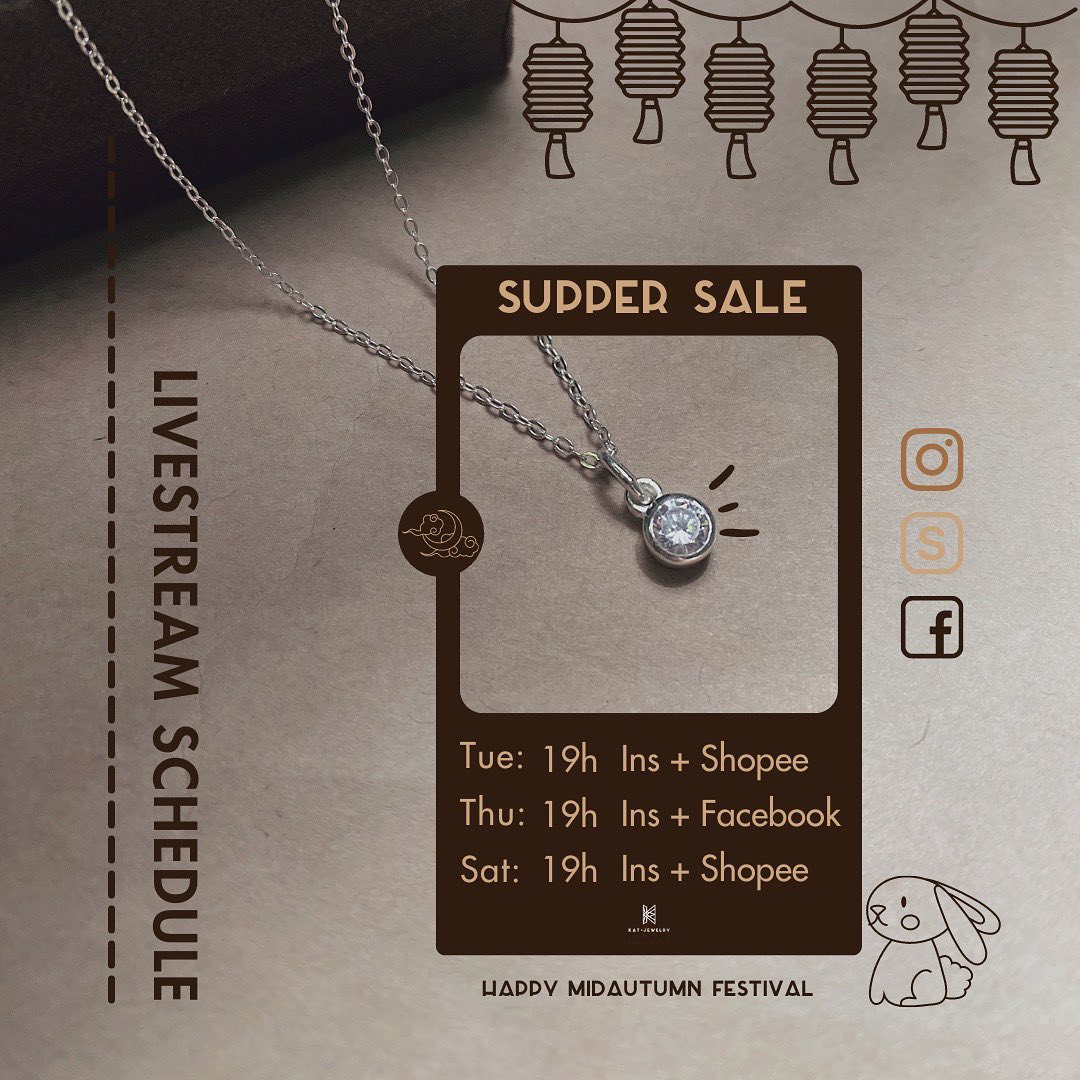 SUPPER SALE
LIVESTREAM SCHEDULE
S
f
Tue: 19h Ins + Shopee
Thu: 19h Ins + Facebook
Sat: 19h Ins + Shopee
KAT•JEWELRY
HAPPY MIDAUTUMN FESTIVAL